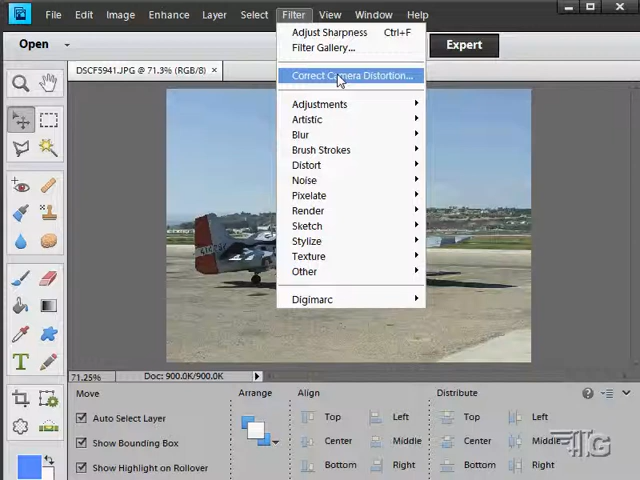 File Edit Image Enhance Layer Select Filter View Window Help
Open
Expert
DSCF5941.JPG @ 71.3% (RGB/8) ×
Adjust Sharpness Ctrl+F
Filter Gallery...
Correct Camera Distortion...
Adjustments
Artistic
Blur
Brush Strokes
Distort
Noise
Pixelate
Render
Sketch
Stylize
Texture
Other
Digimarc
71.25% Doc: 900.0K/900.0K
Move
Auto Select Layer
Show Bounding Box
Show Highlight on Rollover
Arrange
Align
Top Left
Center Middle
Bottom Right
Distribute
Top Left
Center Middle
Bottom Right
T